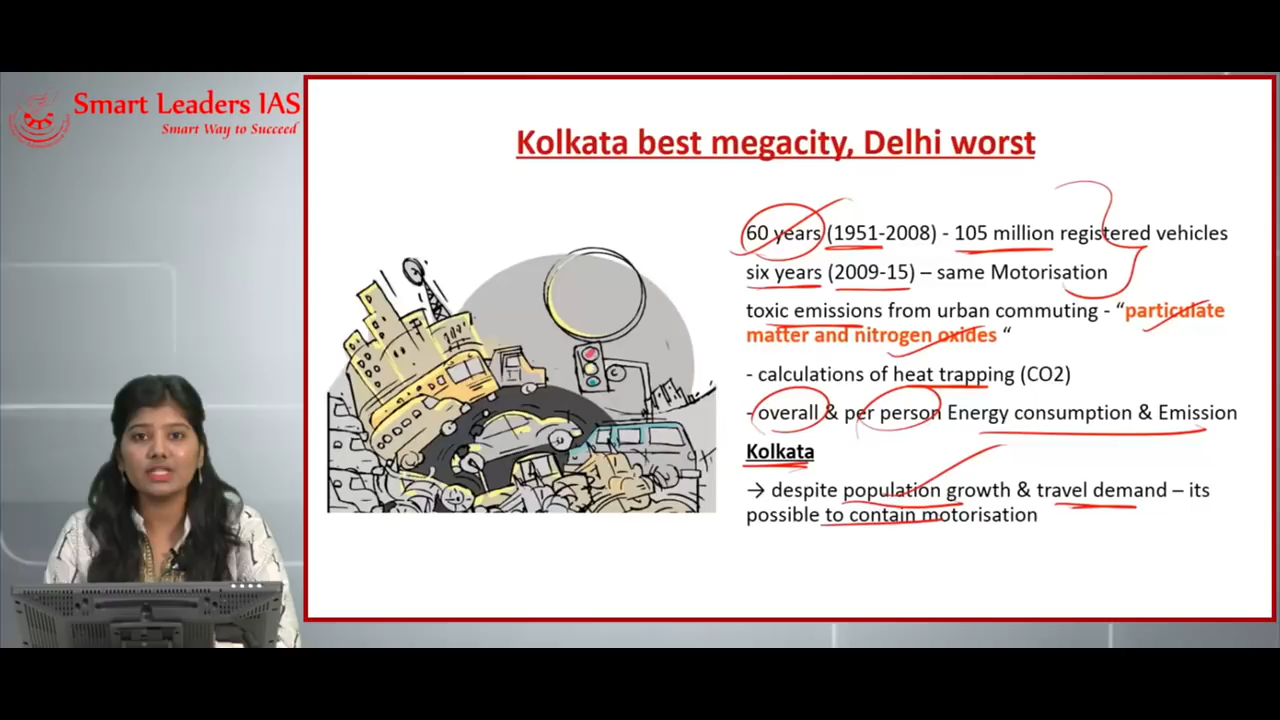 Smart Leaders IAS
Smart Way to Succeed
Kolkata best megacity, Delhi worst
60 years (1951-2008) - 105 million registered vehicles
six years (2009-15) – same Motorisation
toxic emissions from urban commuting - “particulate
matter and nitrogen oxides “
- calculations of heat trapping (CO2)
- overall & per person Energy consumption & Emission
Kolkata
→ despite population growth & travel demand – its
possible to contain motorisation